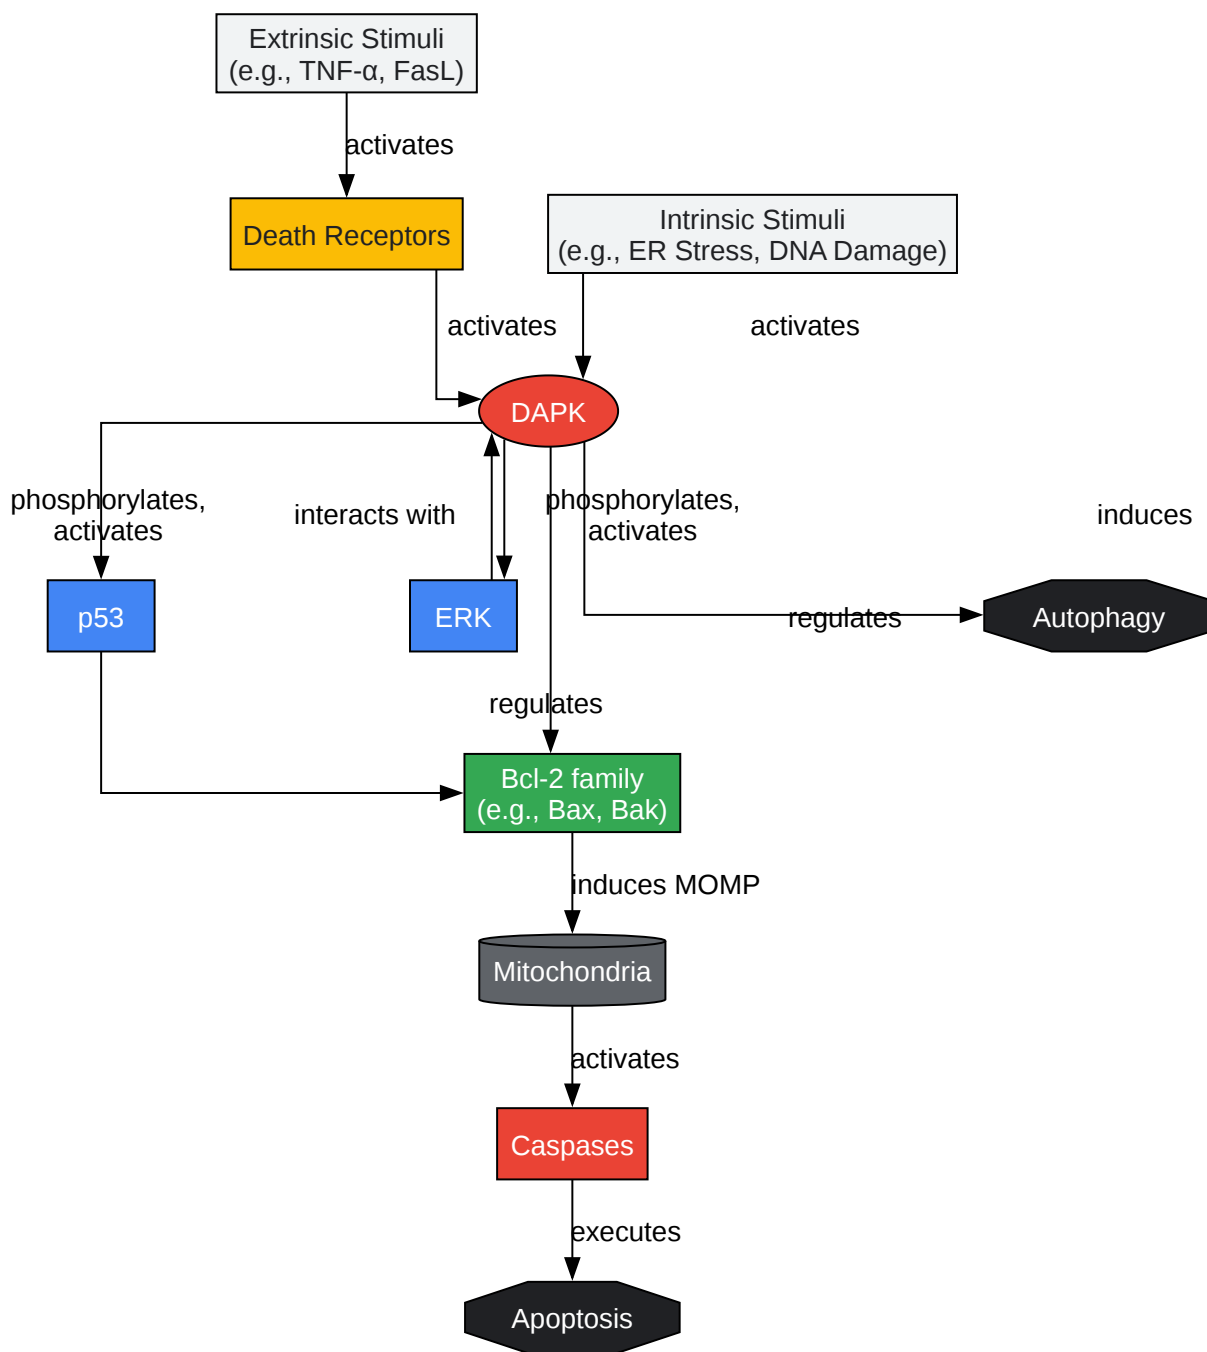 Extrinsic Stimuli
(e.g., TNF-α, FasL)
activates
Death Receptors
Intrinsic Stimuli
(e.g., ER Stress, DNA Damage)
activates
activates
DAPK
phosphorylates,
activates
interacts with
phosphorylates,
activates
induces
p53
ERK
regulates
Autophagy
regulates
Bcl-2 family
(e.g., Bax, Bak)
induces MOMP
Mitochondria
activates
Caspases
executes
Apoptosis